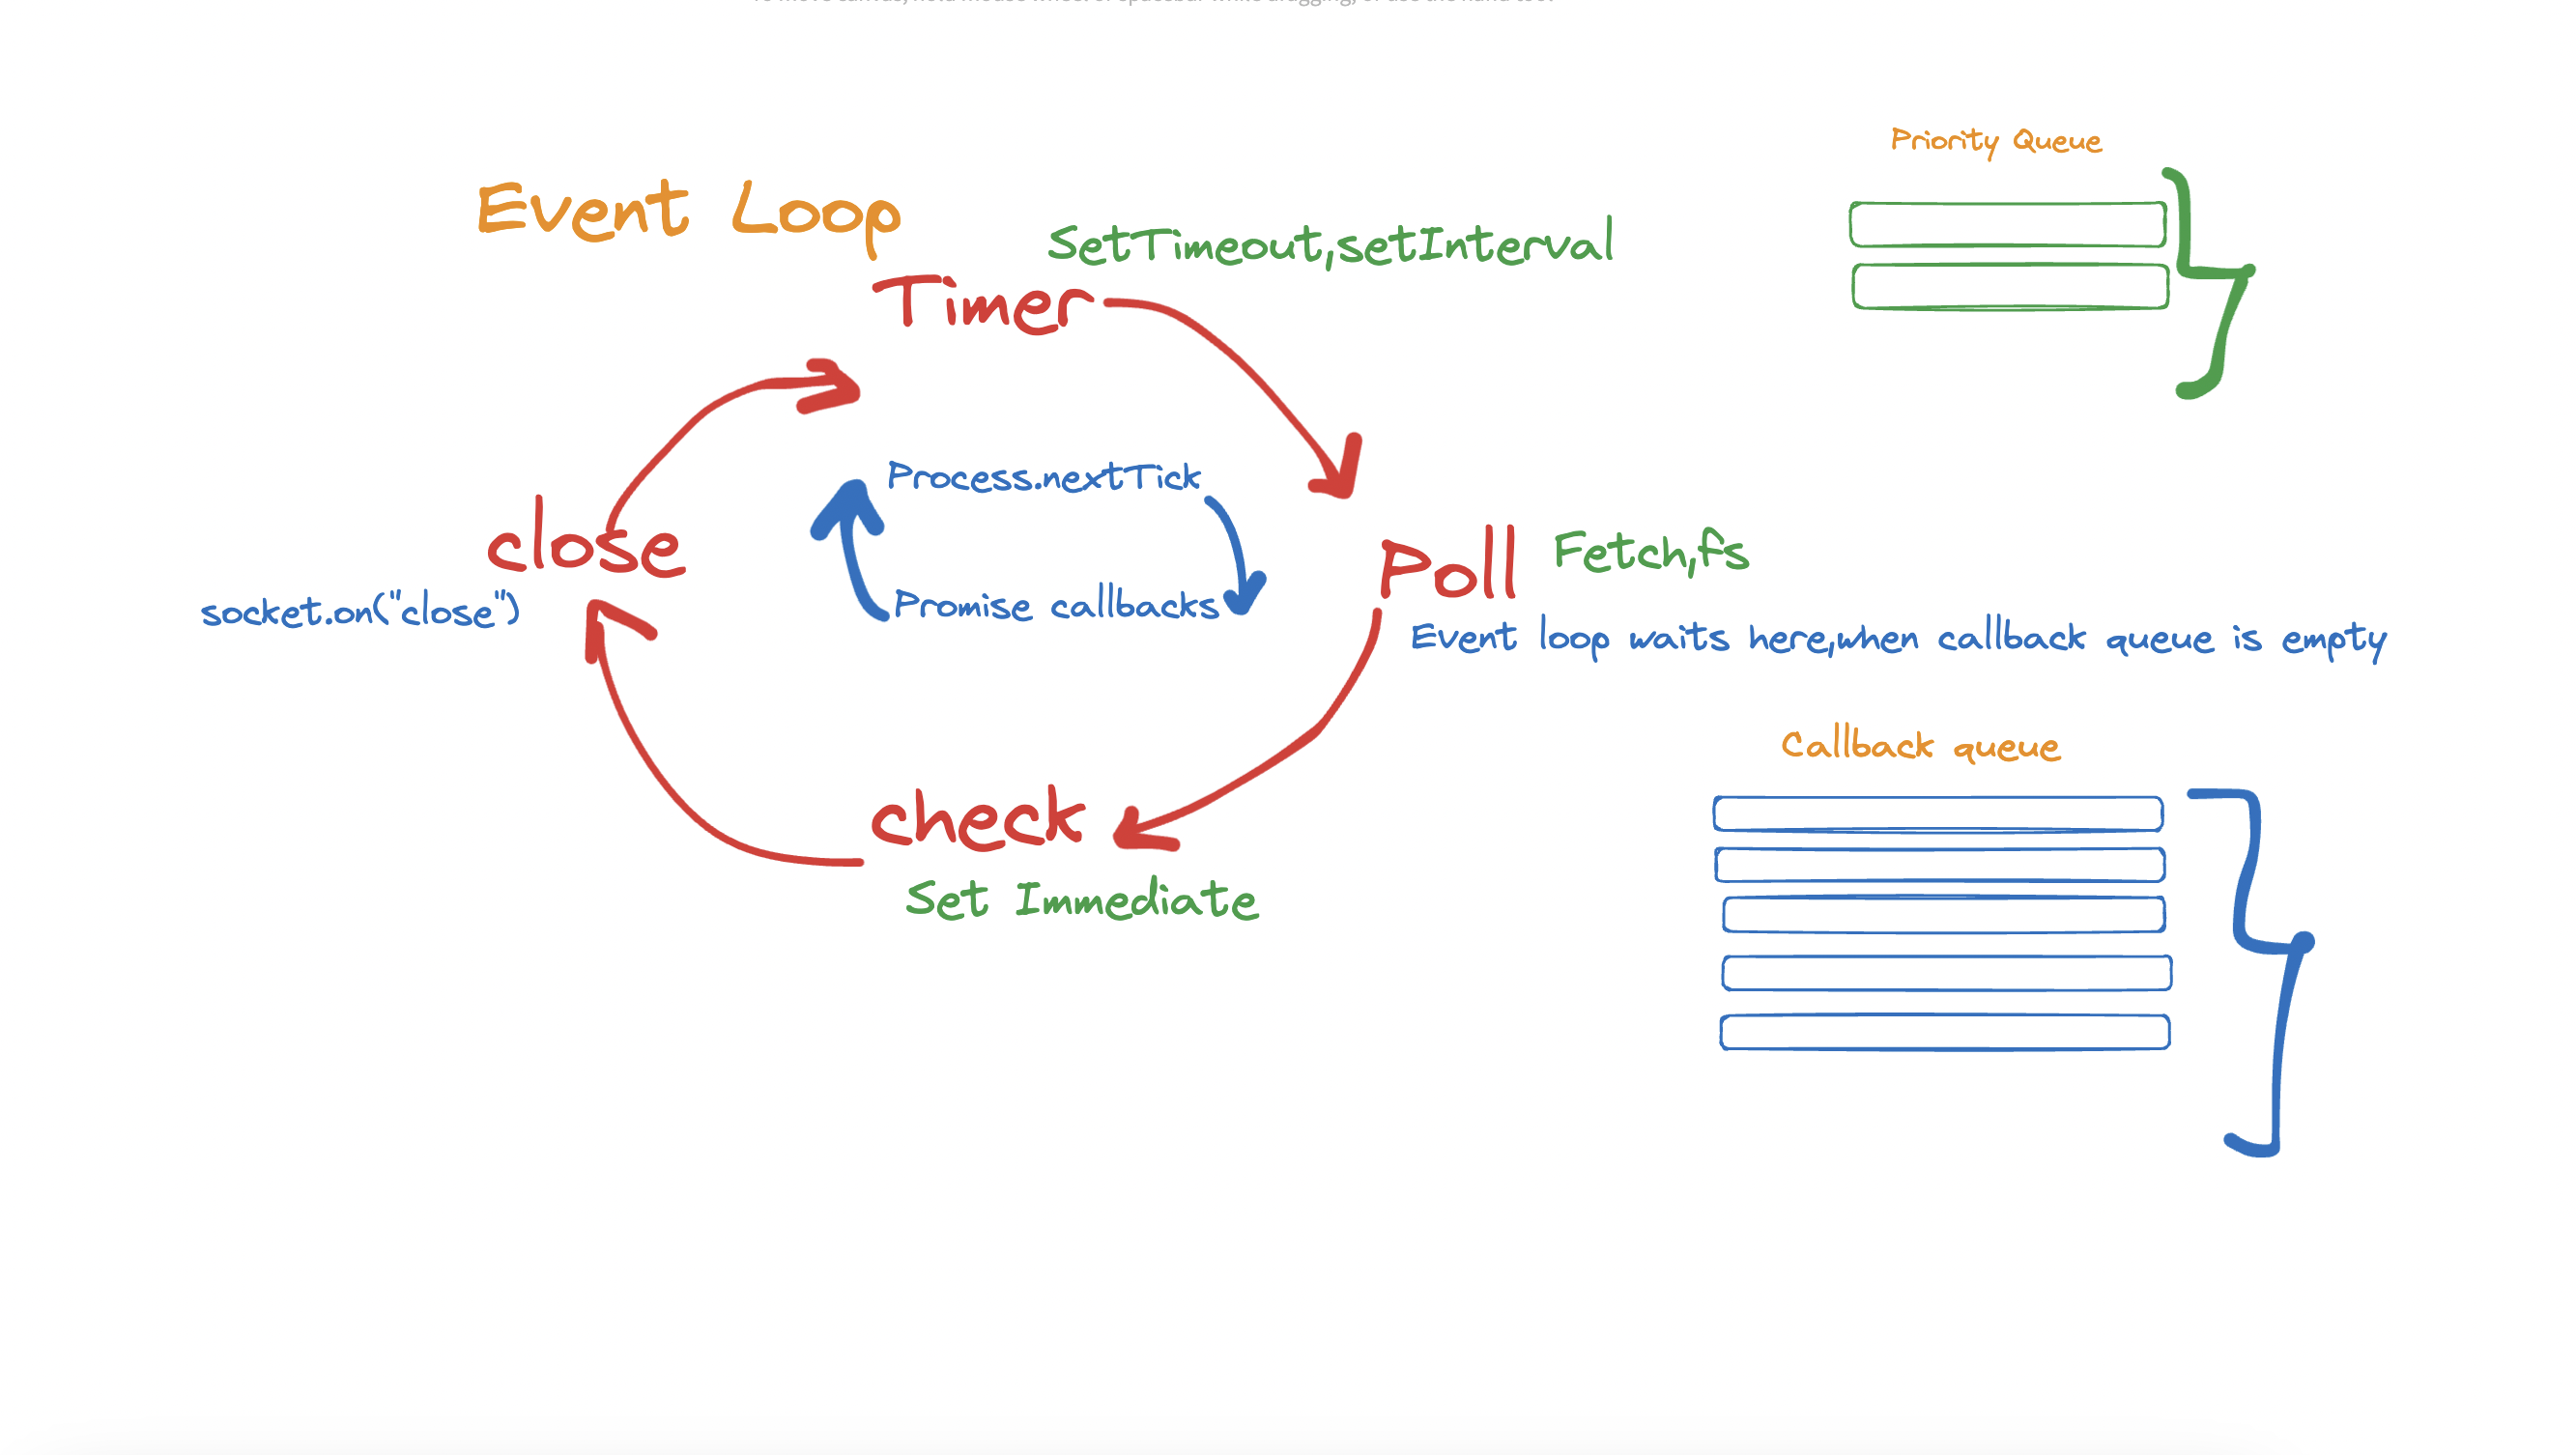 Priority Queue
Event Loop
SetTimeout,setInterval
Timer
Process.nextTick
close
Poll
Fetch,fs
socket.on("close")
Promise callbacks
Event loop waits here,when callback queue is empty
Callback queue
check
Set Immediate